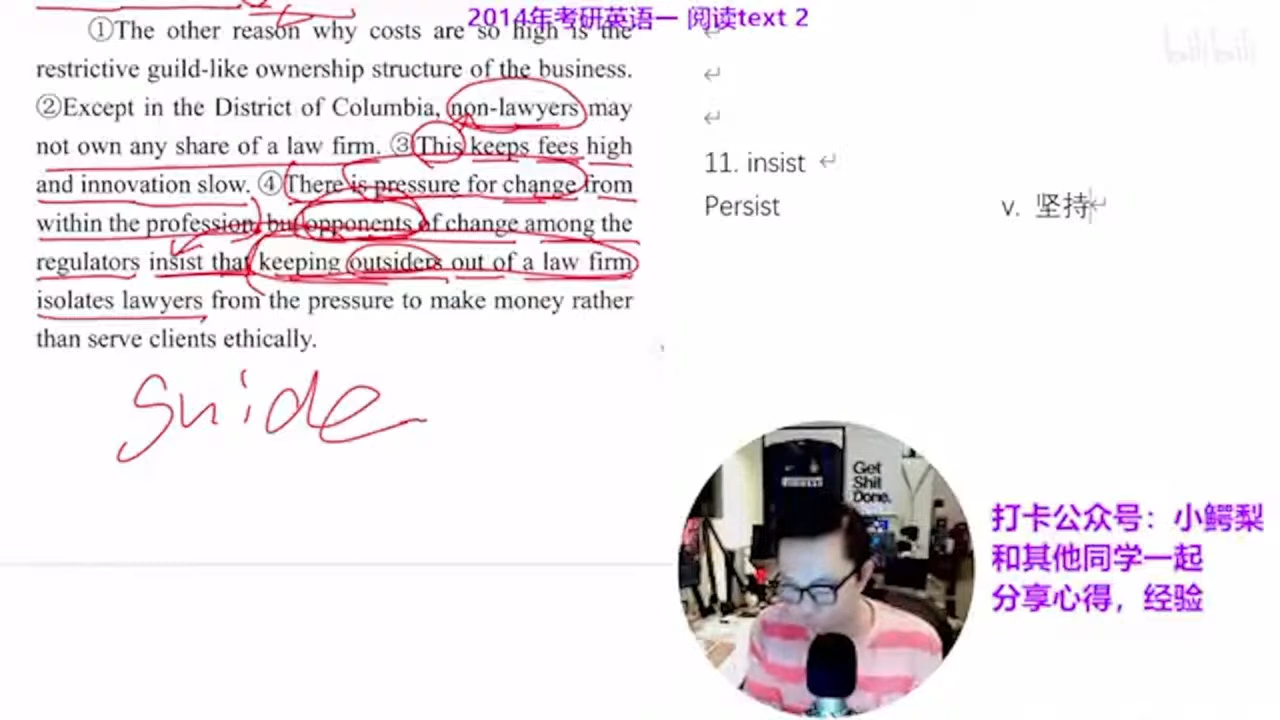 2014年考研英语一 阅读text 2
①The other reason why costs are so high is the
restrictive guild-like ownership structure of the business.
②Except in the District of Columbia, non-lawyers may
not own any share of a law firm. ③This keeps fees high
and innovation slow. ④There is pressure for change from
within the profession, but opponents of change among the
regulators insist that keeping outsiders out of a law firm
isolates lawyers from the pressure to make money rather
than serve clients ethically.
guide
11. insist
Persist v. 坚持
bilibili
Get
Shit
Done.
打卡公众号：小鳄梨
和其他同学一起
分享心得，经验